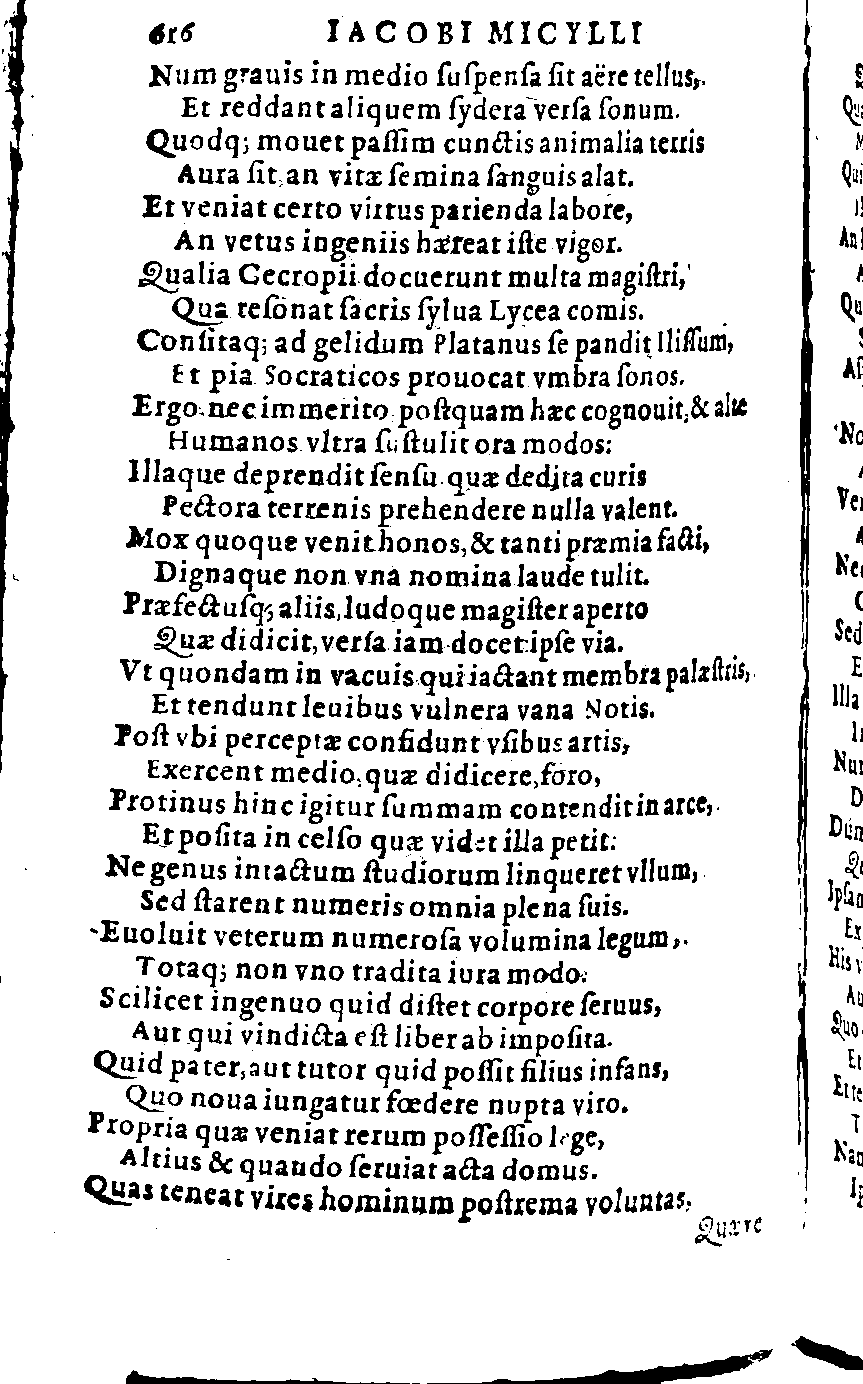 616 IACOBI MICYLLI
Num grauis in medio ſuſpenſa ſit aëre tellus,
Et reddant aliquem ſydera verſa ſonum.
Quodq; mouet paſſim cunctis animalia terris
Aura ſit, an vitæ ſemina ſanguis alat.
Et veniat certo virtus parienda labore,
An vetus ingeniis hæreat iſte vigor.
Qualia Cecropii docuerunt multa magiſtri,
Qua reſonat ſacris ſylua Lycea comis.
Conſitaq; ad gelidum Platanus ſe pandit Iliſſum,
Et pia Socraticos prouocat vmbra ſonos.
Ergo nec immerito poſtquam hæc cognouit, & alte
Humanos vltra ſuſtulit ora modos:
Illaque deprendit ſenſu quæ dedita curis
Pectora terrenis prehendere nulla valent.
Mox quoque venit honos, & tanti præmia facti,
Dignaque non vna nomina laude tulit.
Præfectuſq; aliis, ludoque magiſter aperto
Quæ didicit, verſa iam docet ipſe via.
Vt quondam in vacuis qui iactant membra palæſtris,
Et tendunt leuibus vulnera vana Notis.
Poſt vbi perceptæ confidunt vſibus artis,
Exercent medio, quæ didicere, foro,
Protinus hinc igitur ſummam contendit in arce,
Et poſita in celſo quæ videt illa petit:
Ne genus intactum ſtudiorum linqueret vllum,
Sed ſtarent numeris omnia plena ſuis.
Euoluit veterum numeroſa volumina legum,
Totaq; non vno tradita iura modo:
Scilicet ingenuo quid diſtet corpore ſeruus,
Aut qui vindicta eſt liber ab impoſita.
Quid pater, aut tutor quid poſſit filius infans,
Quo noua iungatur fœdere nupta viro.
Propria quæ veniat rerum poſſeſſio lege,
Altius & quando ſeruiat acta domus.
Quas teneat vires hominum poſtrema voluntas,
Quære